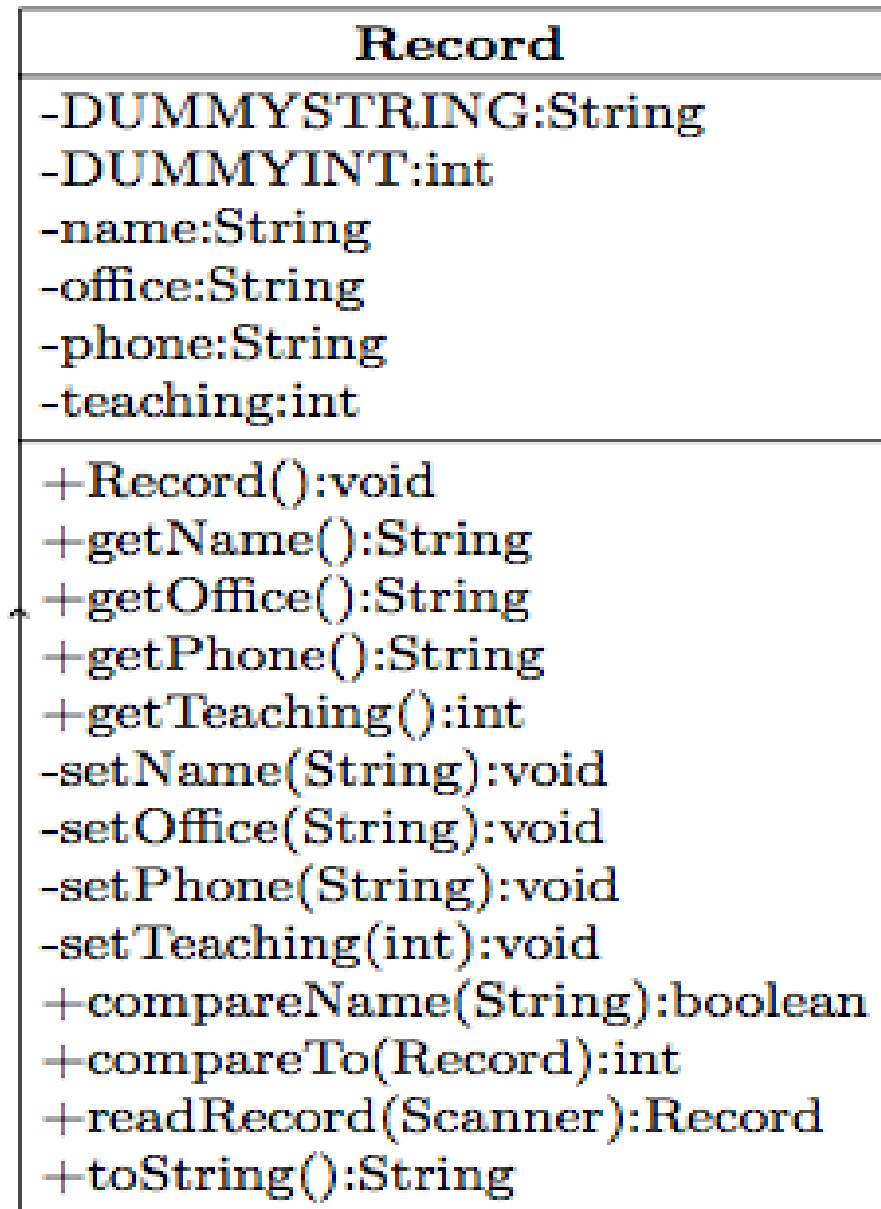 Record
-DUMMYSTRING:String
-DUMMYINT:int
-name:String
-office:String
-phone:String
-teaching:int
+Record():void
+getName():String
+getOffice():String
+getPhone():String
+getTeaching():int
-setName(String):void
-setOffice(String):void
-setPhone(String):void
-setTeaching(int):void
+compareName(String):boolean
+compareTo(Record):int
+readRecord(Scanner):Record
+toString():String